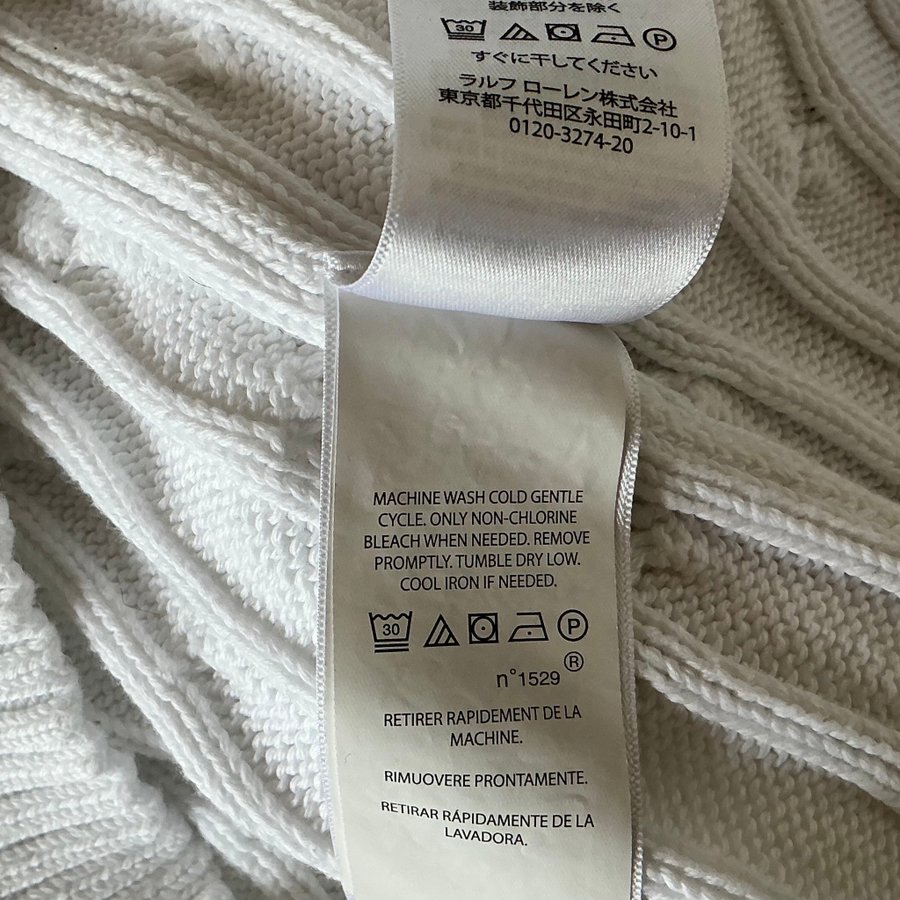 装飾部分を除く
30 P
すぐに干してください
ラルフ ローレン株式会社
東京都千代田区永田町2-10-1
0120-3274-20
MACHINE WASH COLD GENTLE
CYCLE. ONLY NON-CHLORINE
BLEACH WHEN NEEDED. REMOVE
PROMPTLY. TUMBLE DRY LOW.
COOL IRON IF NEEDED.
30 P
n°1529 ®
RETIRER RAPIDEMENT DE LA
MACHINE.
RIMUOVERE PRONTAMENTE.
RETIRAR RÁPIDAMENTE DE LA
LAVADORA.